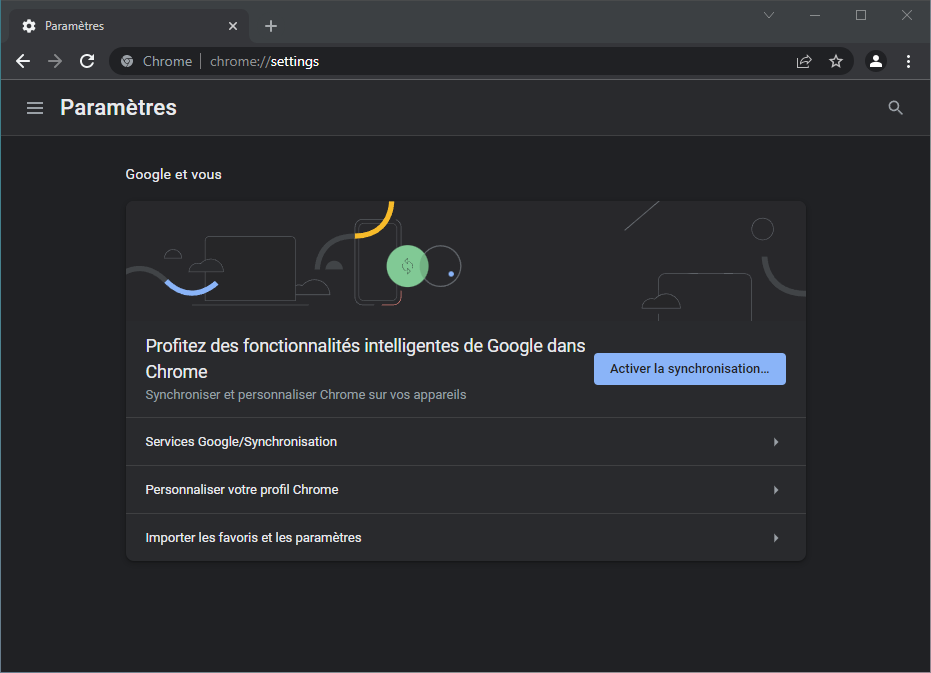 Paramètres
Chrome chrome://settings
Paramètres
Google et vous
Profitez des fonctionnalités intelligentes de Google dans
Chrome
Activer la synchronisation...
Synchroniser et personnaliser Chrome sur vos appareils
Services Google/Synchronisation
Personnaliser votre profil Chrome
Importer les favoris et les paramètres